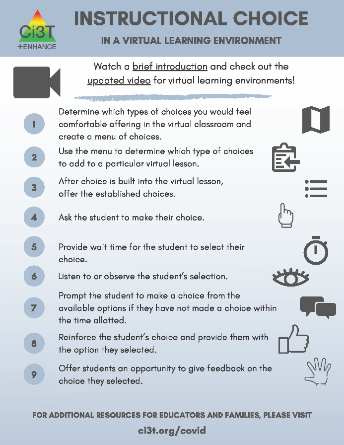 Ci3T
+ENHANCE
INSTRUCTIONAL CHOICE
IN A VIRTUAL LEARNING ENVIRONMENT
Watch a brief introduction and check out the
updated video for virtual learning environments!
1
Determine which types of choices you would feel
comfortable offering in the virtual classroom and
create a menu of choices.
2
Use the menu to determine which type of choices
to add to a particular virtual lesson.
3
After choice is built into the virtual lesson,
offer the established choices.
4
Ask the student to make their choice.
5
Provide wait time for the student to select their
choice.
6
Listen to or observe the student's selection.
7
Prompt the student to make a choice from the
available options if they have not made a choice within
the time allotted.
8
Reinforce the student's choice and provide them with
the option they selected.
9
Offer students an opportunity to give feedback on the
choice they selected.
FOR ADDITIONAL RESOURCES FOR EDUCATORS AND FAMILIES, PLEASE VISIT
ci3t.org/covid